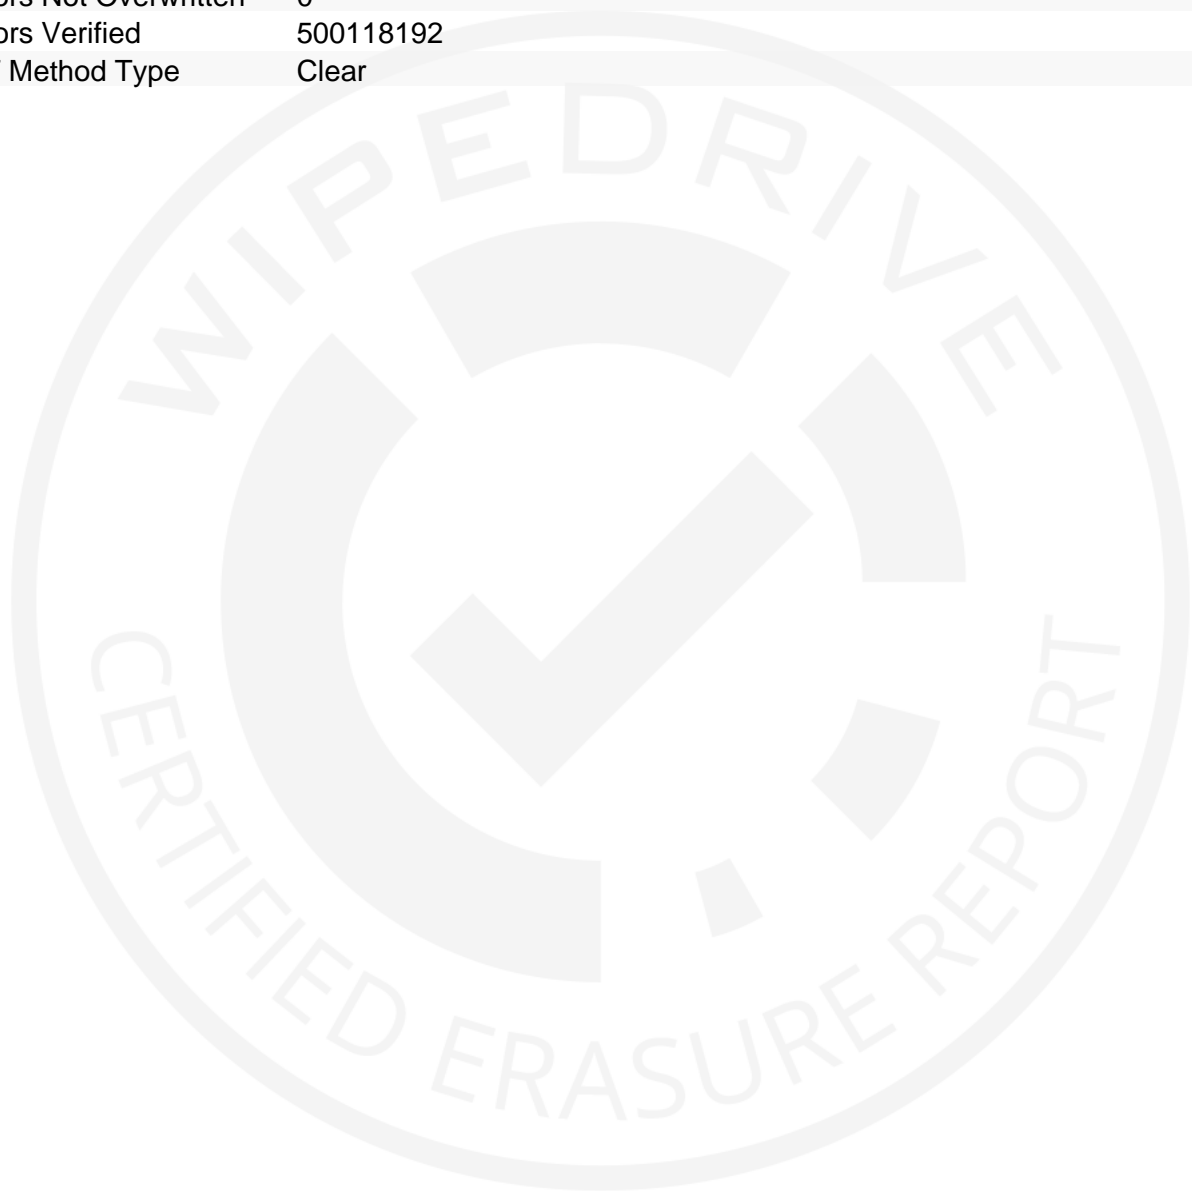 ors Not Overwritten 0
ors Verified 500118192
Method Type Clear
WIPEDRIVE
CERTIFIED ERASURE REPORT